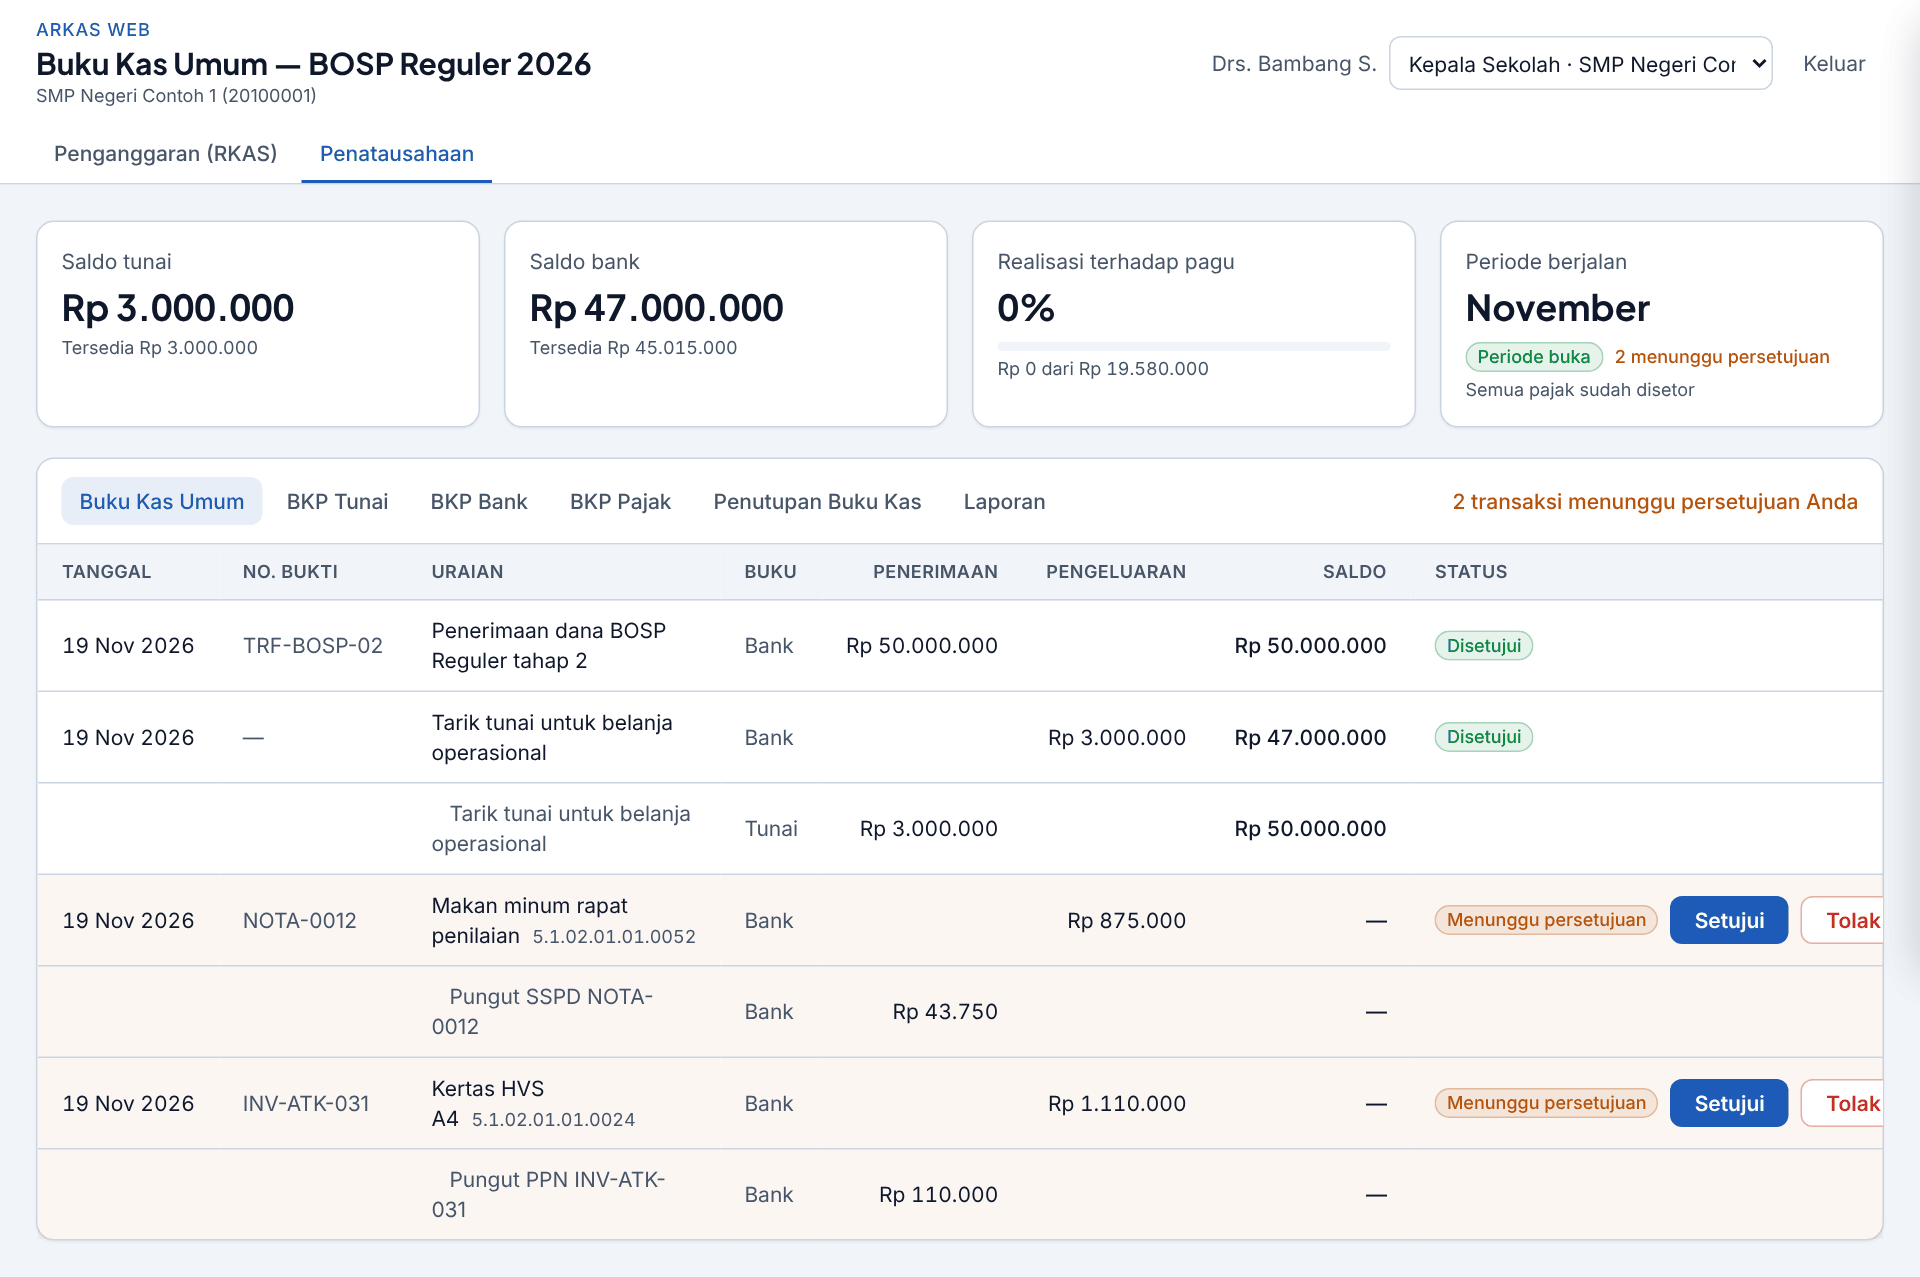 ARKAS WEB
Buku Kas Umum — BOSP Reguler 2026
SMP Negeri Contoh 1 (20100001)
Drs. Bambang S.
Kepala Sekolah · SMP Negeri Cor
Keluar
Penganggaran (RKAS)
Penatausahaan
Saldo tunai
Rp 3.000.000
Tersedia Rp 3.000.000
Saldo bank
Rp 47.000.000
Tersedia Rp 45.015.000
Realisasi terhadap pagu
0%
Rp 0 dari Rp 19.580.000
Periode berjalan
November
Periode buka 2 menunggu persetujuan
Semua pajak sudah disetor
Buku Kas Umum BKP Tunai BKP Bank BKP Pajak Penutupan Buku Kas Laporan 2 transaksi menunggu persetujuan Anda
TANGGAL NO. BUKTI URAIAN BUKU PENERIMAAN PENGELUARAN SALDO STATUS
19 Nov 2026 TRF-BOSP-02 Penerimaan dana BOSP
Reguler tahap 2
Bank Rp 50.000.000 Rp 50.000.000 Disetujui
19 Nov 2026 — Tarik tunai untuk belanja
operasional
Bank Rp 3.000.000 Rp 47.000.000 Disetujui
Tarik tunai untuk belanja
operasional
Tunai Rp 3.000.000 Rp 50.000.000
19 Nov 2026 NOTA-0012 Makan minum rapat
penilaian 5.1.02.01.01.0052
Bank Rp 875.000 — Menunggu persetujuan Setujui Tolak
Pungut SSPD NOTA-
0012
Bank Rp 43.750 —
19 Nov 2026 INV-ATK-031 Kertas HVS
A4 5.1.02.01.01.0024
Bank Rp 1.110.000 — Menunggu persetujuan Setujui Tolak
Pungut PPN INV-ATK-
031
Bank Rp 110.000 —